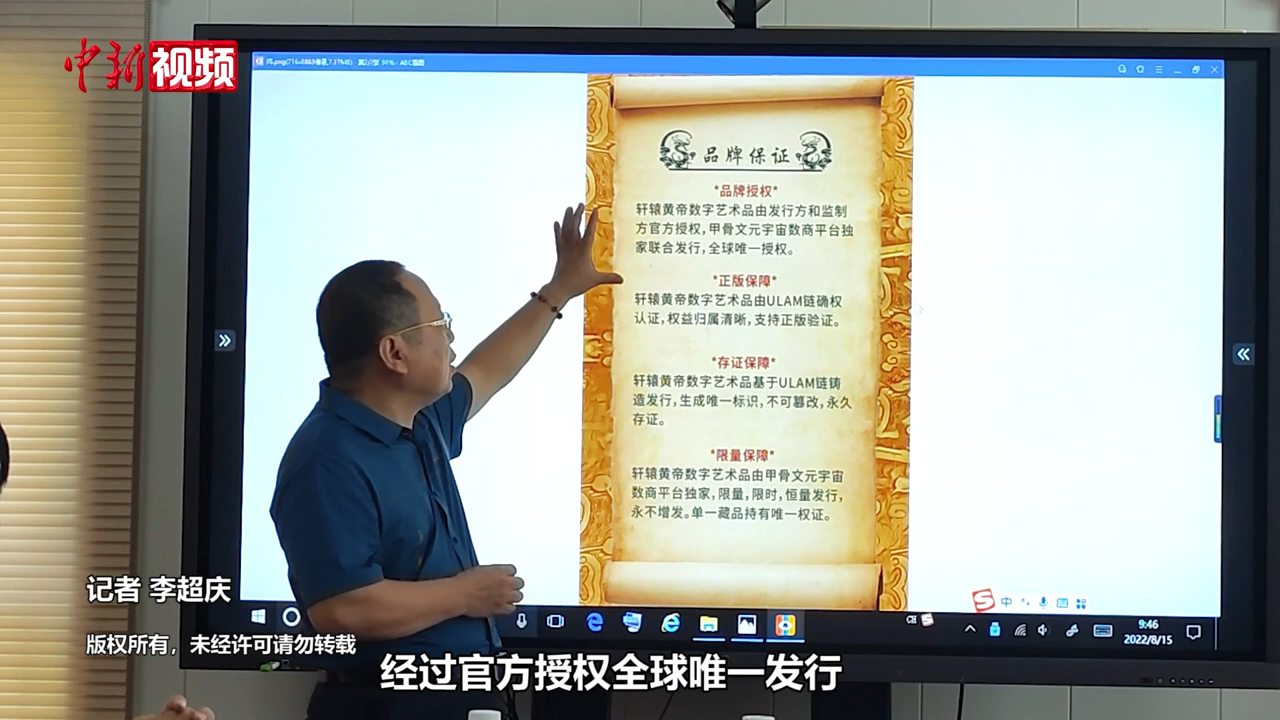 中新视频
品牌保证
*品牌授权*
轩辕黄帝数字艺术品由发行方和监制
方官方授权,甲骨文元宇宙数商平台独
家联合发行,全球唯一授权。
*正版保障*
轩辕黄帝数字艺术品由ULAM链确权
认证,权益归属清晰,支持正版验证。
*存证保障*
轩辕黄帝数字艺术品基于ULAM链铸
造发行,生成唯一标识,不可篡改,永久
存证。
*限量保障*
轩辕黄帝数字艺术品由甲骨文元宇宙
数商平台独家,限量,限时,恒量发行,
永不增发。单一藏品持有唯一权证。
中
CH
9:46
2022/8/15
记者 李超庆
版权所有，未经许可请勿转载
经过官方授权全球唯一发行